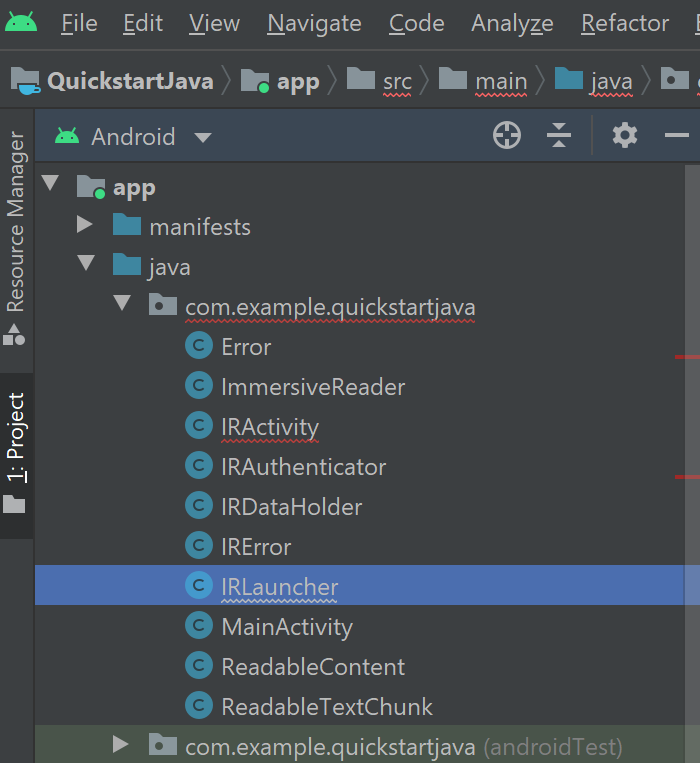 File Edit View Navigate Code Analyze Refactor
QuickstartJava app src main java
Android
Resource Manager
1: Project
app
manifests
java
com.example.quickstartjava
Error
ImmersiveReader
IRActivity
IRAuthenticator
IRDataHolder
IRError
IRLauncher
MainActivity
ReadableContent
ReadableTextChunk
com.example.quickstartjava (androidTest)